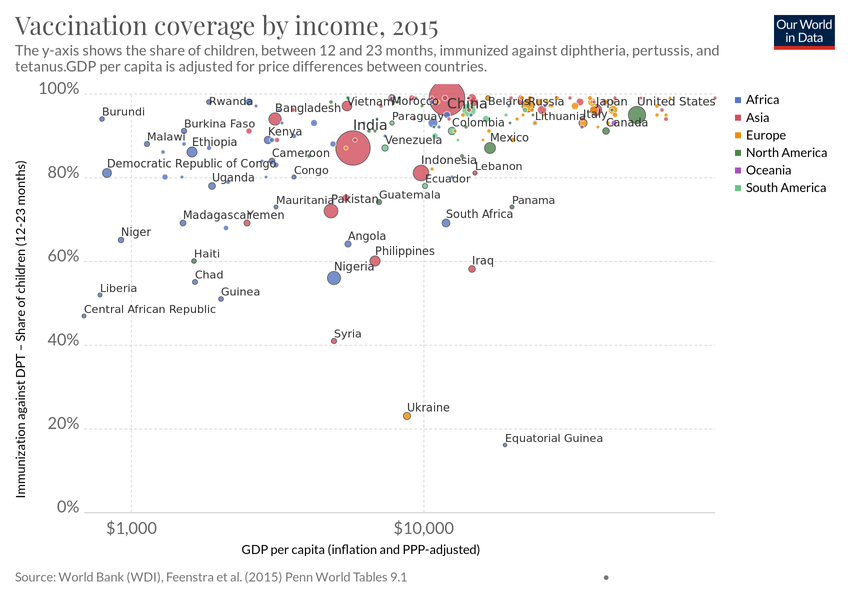 Vaccination coverage by income, 2015
Our World
in Data
The y-axis shows the share of children, between 12 and 23 months, immunized against diphtheria, pertussis, and
tetanus.GDP per capita is adjusted for price differences between countries.
Immunization against DPT – Share of children (12-23 months)
100%
80%
60%
40%
20%
0%
Burundi
Rwanda
Bangladesh
Vietnam
Morocco
China
Belarus
Russia
Japan
United States
Burkina Faso
Paraguay
Colombia
Lithuania
Italy
Canada
Malawi
Ethiopia
Kenya
India
Venezuela
Mexico
Democratic Republic of Congo
Cameroon
Indonesia
Lebanon
Uganda
Congo
Ecuador
Mauritania
Pakistan
Guatemala
Panama
Madagascar
Yemen
South Africa
Niger
Angola
Philippines
Haiti
Iraq
Chad
Nigeria
Liberia
Guinea
Central African Republic
Syria
Ukraine
Equatorial Guinea
$1,000
$10,000
GDP per capita (inflation and PPP-adjusted)
Africa
Asia
Europe
North America
Oceania
South America
Source: World Bank (WDI), Feenstra et al. (2015) Penn World Tables 9.1